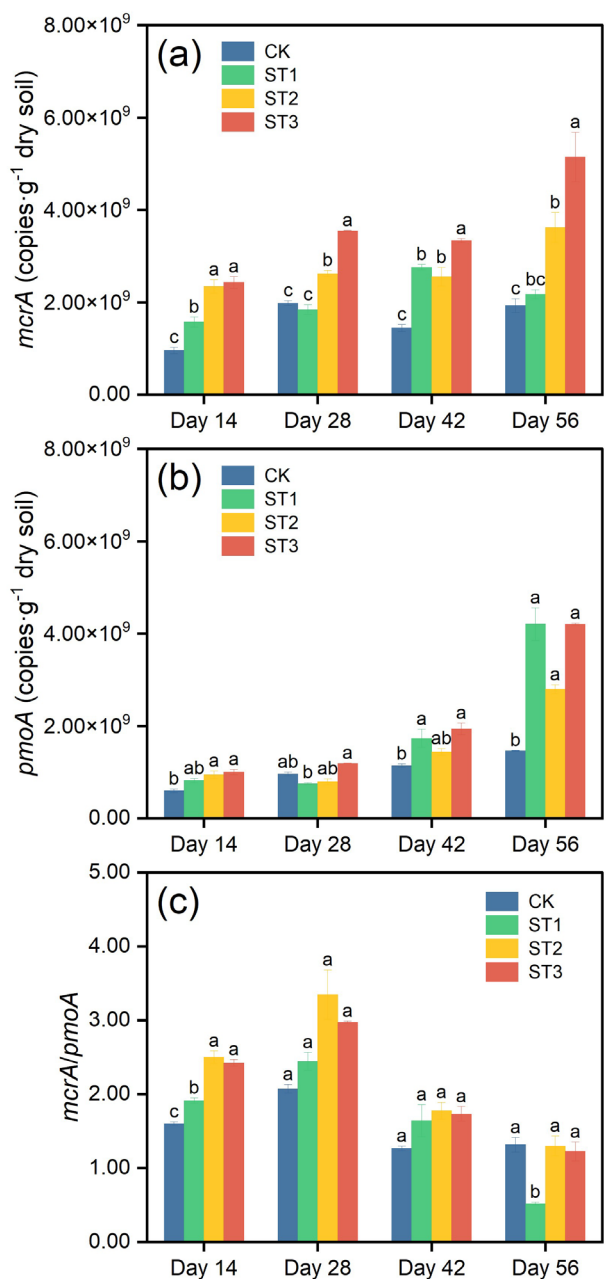 (a)
mcrA (copies·g⁻¹ dry soil)
8.00×10⁹
6.00×10⁹
4.00×10⁹
2.00×10⁹
0.00
CK
ST1
ST2
ST3
c b a a
c c b a
c b b a
c bc b a
Day 14 Day 28 Day 42 Day 56
(b)
pmoA (copies·g⁻¹ dry soil)
8.00×10⁹
6.00×10⁹
4.00×10⁹
2.00×10⁹
0.00
CK
ST1
ST2
ST3
b ab a a
ab b ab a
b a ab a
b a a a
Day 14 Day 28 Day 42 Day 56
(c)
mcrA/pmoA
5.00
4.00
3.00
2.00
1.00
0.00
CK
ST1
ST2
ST3
c b a a
a a a a
a a a a
a b a a
Day 14 Day 28 Day 42 Day 56